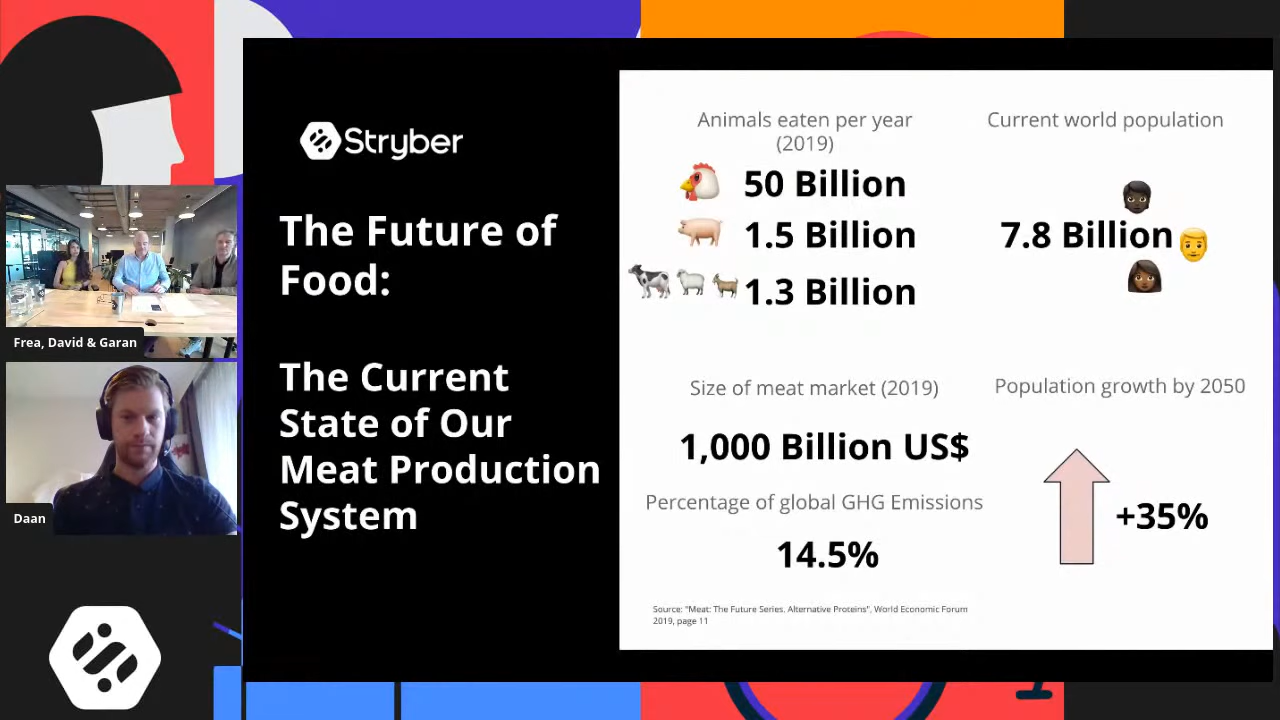 Stryber
The Future of
Food:
The Current
State of Our
Meat Production
System
Animals eaten per year
(2019)
50 Billion
1.5 Billion
1.3 Billion
Current world population
7.8 Billion
Size of meat market (2019)
1,000 Billion US$
Percentage of global GHG Emissions
14.5%
Population growth by 2050
+35%
Source: "Meat: The Future Series. Alternative Proteins", World Economic Forum
2019, page 11
Frea, David & Garan
Daan